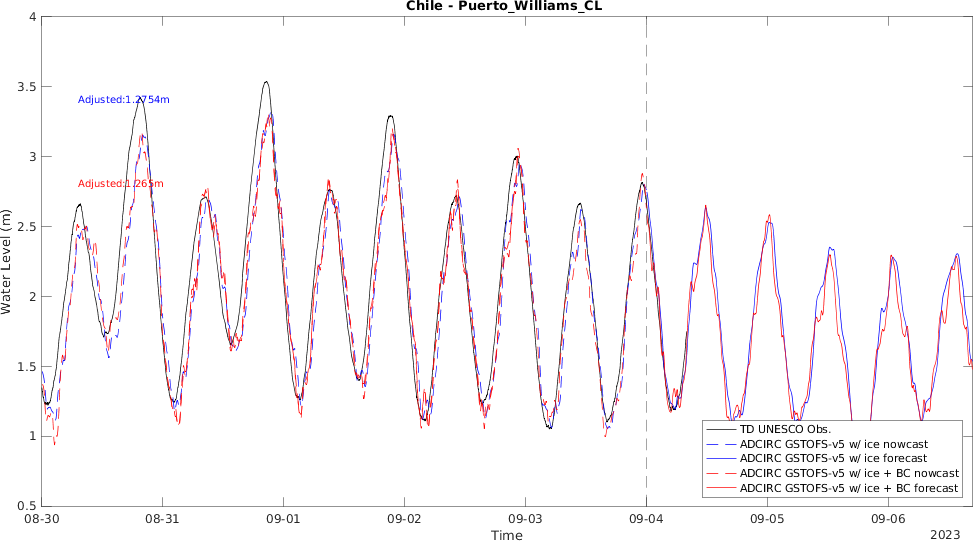 Chile - Puerto_Williams_CL
4
3.5
3
2.5
2
1.5
1
0.5
Water Level (m)
Adjusted:1.2754m
Adjusted:1.265m
TD UNESCO Obs.
ADCIRC GSTOFS-v5 w/ ice nowcast
ADCIRC GSTOFS-v5 w/ ice forecast
ADCIRC GSTOFS-v5 w/ ice + BC nowcast
ADCIRC GSTOFS-v5 w/ ice + BC forecast
08-30 08-31 09-01 09-02 09-03 09-04 09-05 09-06
Time
2023